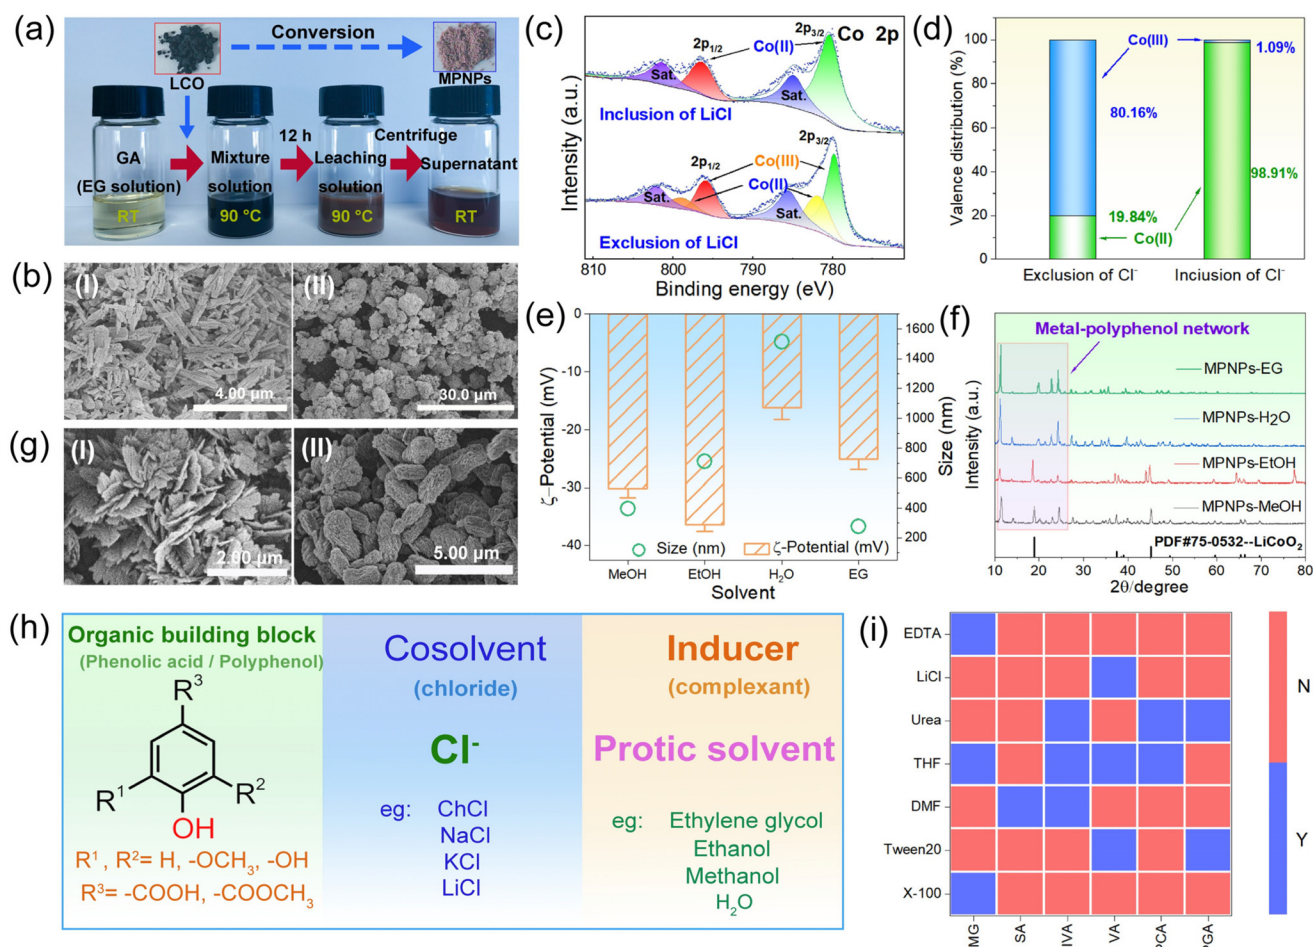 (a)
Conversion
LCO
MPNPs
12 h
Centrifuge
GA
(EG solution)
Mixture
solution
Leaching
solution
Supernatant
RT
90 °C
90 °C
RT
(b)
(I)
4.00 μm
(II)
30.0 μm
(g)
(I)
2.00 μm
(II)
5.00 μm
(c)
Intensity (a.u.)
Co 2p
2p3/2
2p1/2
Co(II)
Sat.
Sat.
Inclusion of LiCl
2p3/2
2p1/2
Co(III)
Co(II)
Sat.
Sat.
Exclusion of LiCl
810
800
790
780
Binding energy (eV)
(d)
Valence distribution (%)
100
80
60
40
20
0
Co(III)
1.09%
80.16%
98.91%
19.84%
Co(II)
Exclusion of Cl-
IncIusion of Cl-
(e)
ζ–Potential (mV)
0
-10
-20
-30
-40
Size (nm)
1600
1400
1200
1000
800
600
400
200
Size (nm)
ζ-Potential (mV)
MeOH
EtOH
H2O
EG
Solvent
(f)
Metal-polyphenol network
Intensity (a.u.)
MPNPs-EG
MPNPs-H2O
MPNPs-EtOH
MPNPs-MeOH
PDF#75-0532--LiCoO2
10
20
30
40
50
60
70
80
2θ/degree
(h)
Organic building block
(Phenolic acid / Polyphenol)
R3
R1
R2
OH
R1 , R2= H, -OCH3, -OH
R3= -COOH, -COOCH3
Cosolvent
(chloride)
Cl-
eg: ChCl
NaCl
KCl
LiCl
Inducer
(complexant)
Protic solvent
eg: Ethylene glycol
Ethanol
Methanol
H2O
(i)
EDTA
LiCl
Urea
THF
DMF
Tween20
X-100
MG
SA
IVA
VA
N
Y